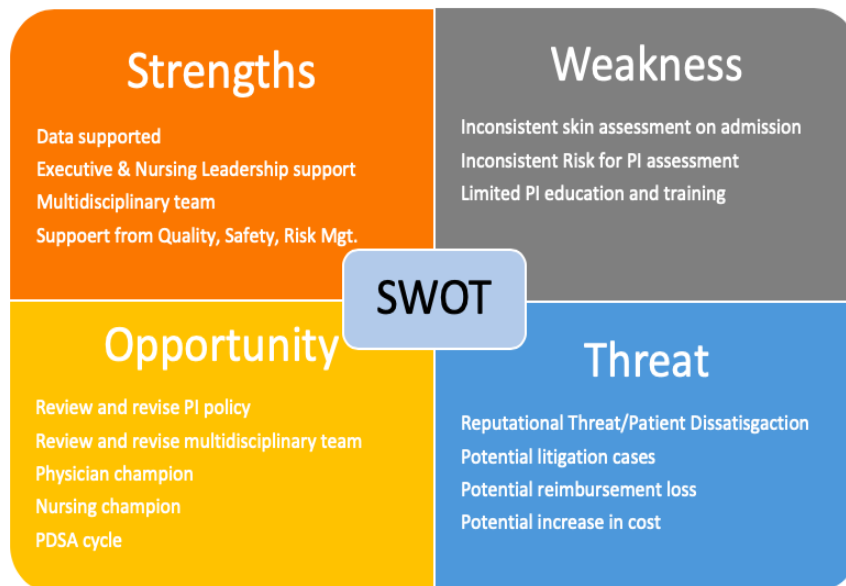 Strengths
Data supported
Executive & Nursing Leadership support
Multidisciplinary team
Suppoert from Quality, Safety, Risk Mgt.
Weakness
Inconsistent skin assessment on admission
Inconsistent Risk for PI assessment
Limited PI education and training
SWOT
Opportunity
Review and revise PI policy
Review and revise multidisciplinary team
Physician champion
Nursing champion
PDSA cycle
Threat
Reputational Threat/Patient Dissatisgaction
Potential litigation cases
Potential reimbursement loss
Potential increase in cost